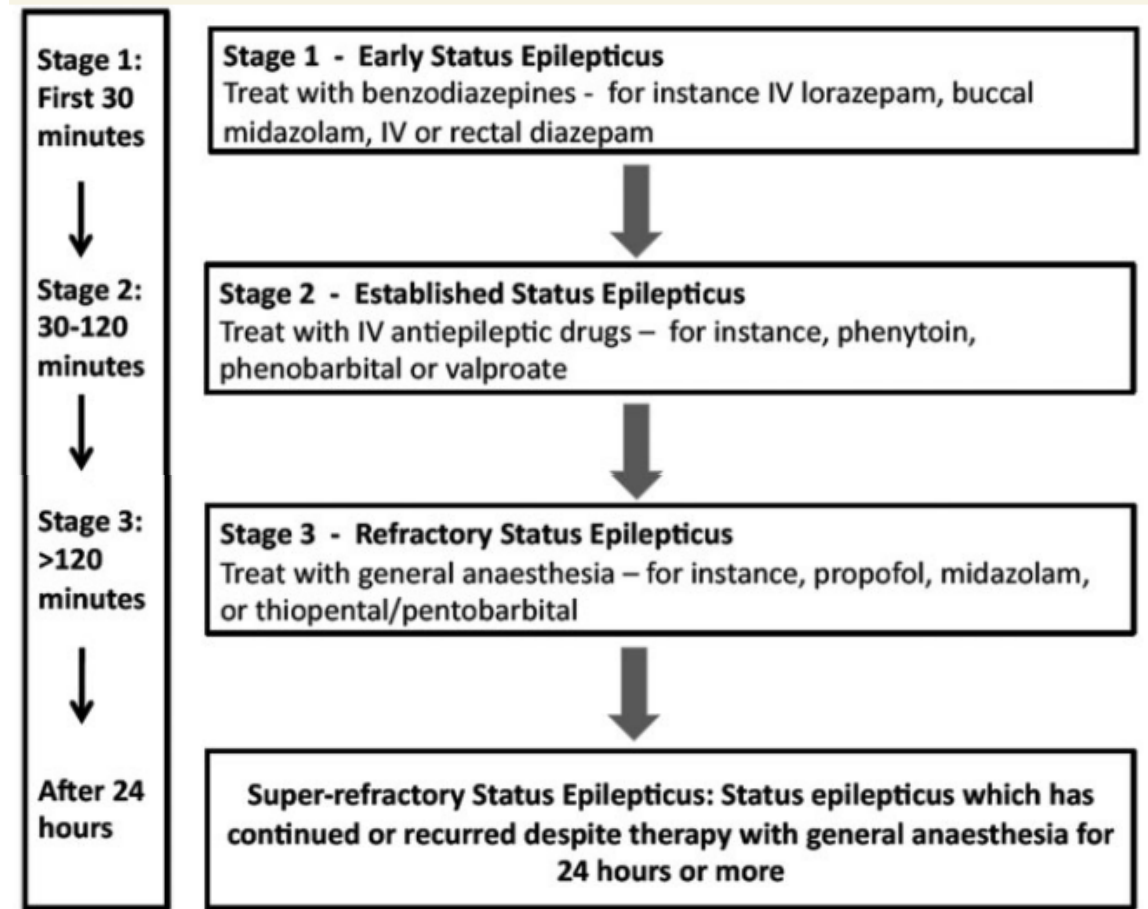 Stage 1:
First 30
minutes
Stage 2:
30-120
minutes
Stage 3:
>120
minutes
After 24
hours
Stage 1 - Early Status Epilepticus
Treat with benzodiazepines - for instance IV lorazepam, buccal
midazolam, IV or rectal diazepam
Stage 2 - Established Status Epilepticus
Treat with IV antiepileptic drugs – for instance, phenytoin,
phenobarbital or valproate
Stage 3 - Refractory Status Epilepticus
Treat with general anaesthesia – for instance, propofol, midazolam,
or thiopental/pentobarbital
Super-refractory Status Epilepticus: Status epilepticus which has
continued or recurred despite therapy with general anaesthesia for
24 hours or more